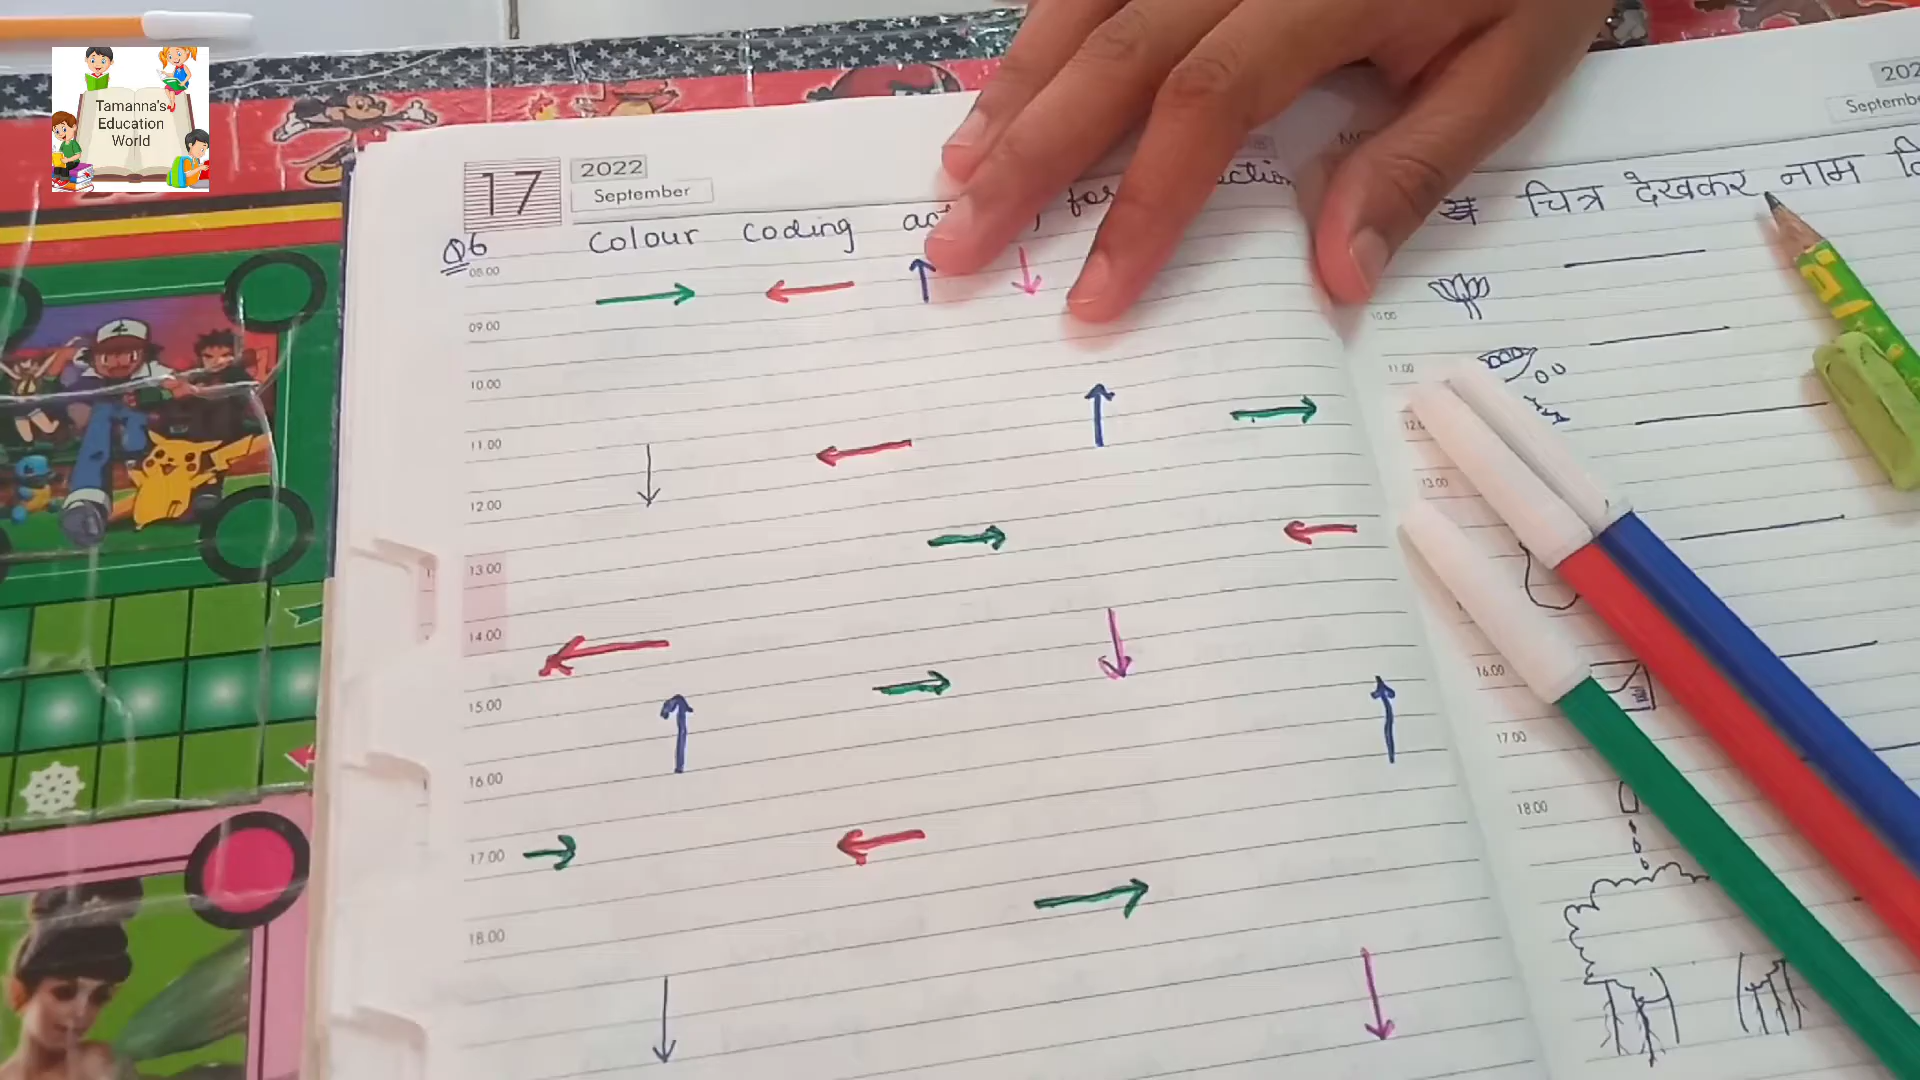 Tamanna's
Education
World
17
2022
September
Q6 Colour coding for
08.00
09.00
10.00
11.00
12.00
13.00
14.00
15.00
16.00
17.00
18.00
Septembe
चित्र देखकर नाम
10.00
11.00
13.00
16.00
17.00
18.00